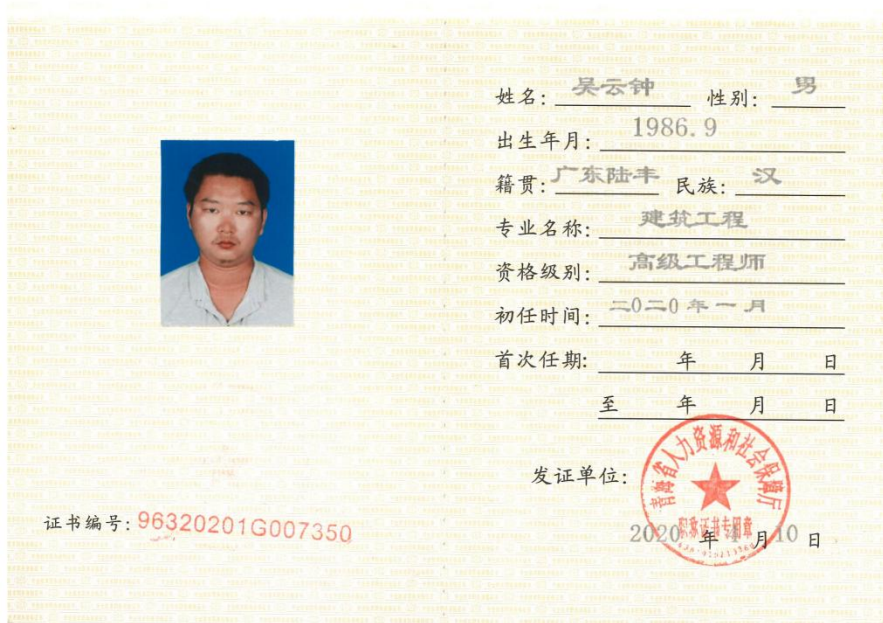 姓名: 吴云钟 性别: 男
出生年月: 1986.9
籍贯: 广东陆丰 民族: 汉
专业名称: 建筑工程
资格级别: 高级工程师
初任时间: 二0二0年一月
首次任期: 年 月 日
至 年 月 日
发证单位:
青海省人力资源和社会保障厅
职称证书专用章
2020 年 4 月 10 日
证书编号: 96320201G007350